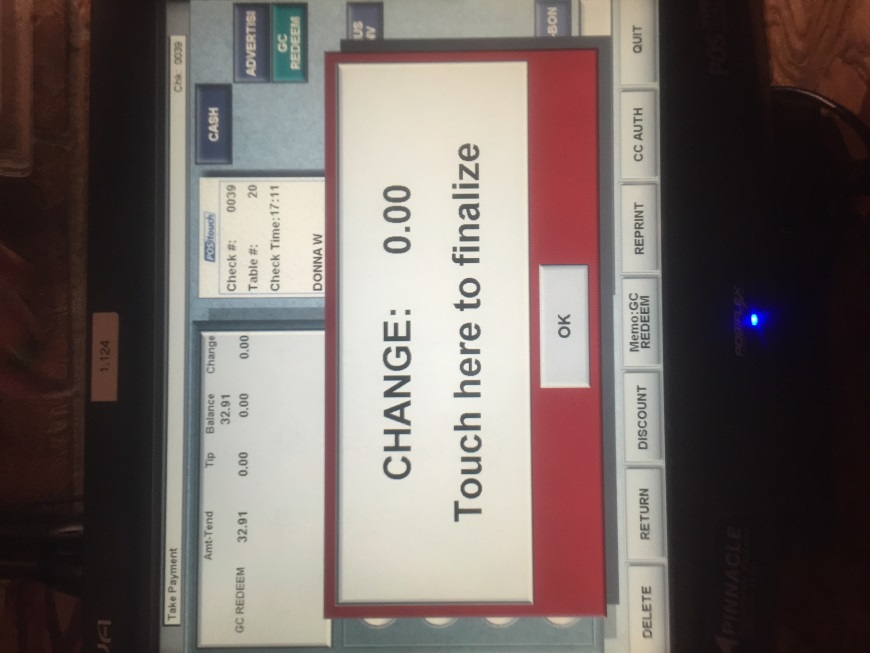 1.124
Take Payment
Chk 0039
Amt-Tend Tip Balance Change
32.91
GC REDEEM 32.91 0.00 0.00 0.00
POStouch
Check #: 0039
Table #: 20
Check Time:17:11
DONNA W
CASH
ADVERTISI
GC
REDEEM
US
-BON
CHANGE: 0.00
Touch here to finalize
OK
DELETE
RETURN
DISCOUNT
Memo:GC
REDEEM
REPRINT
CC AUTH
QUIT
PINNACLE
POSIFLEX